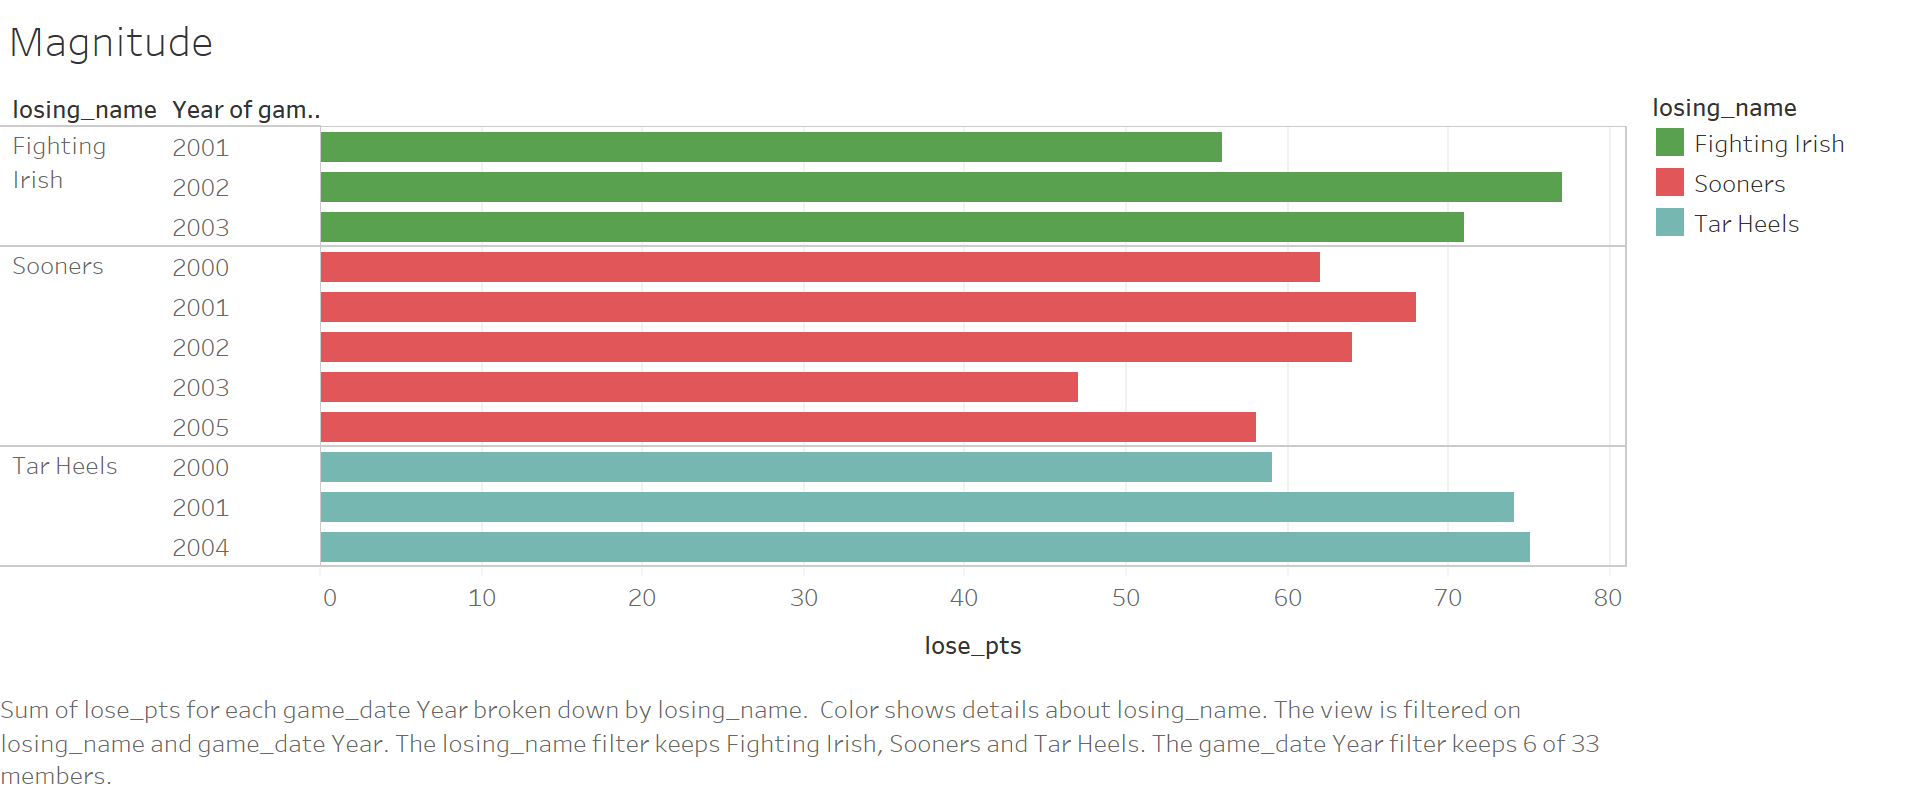 Magnitude
losing_name Year of gam..
Fighting Irish 2001
2002
2003
Sooners 2000
2001
2002
2003
2005
Tar Heels 2000
2001
2004
0 10 20 30 40 50 60 70 80
lose_pts
losing_name
Fighting Irish
Sooners
Tar Heels
Sum of lose_pts for each game_date Year broken down by losing_name.  Color shows details about losing_name. The view is filtered on
losing_name and game_date Year. The losing_name filter keeps Fighting Irish, Sooners and Tar Heels. The game_date Year filter keeps 6 of 33
members.